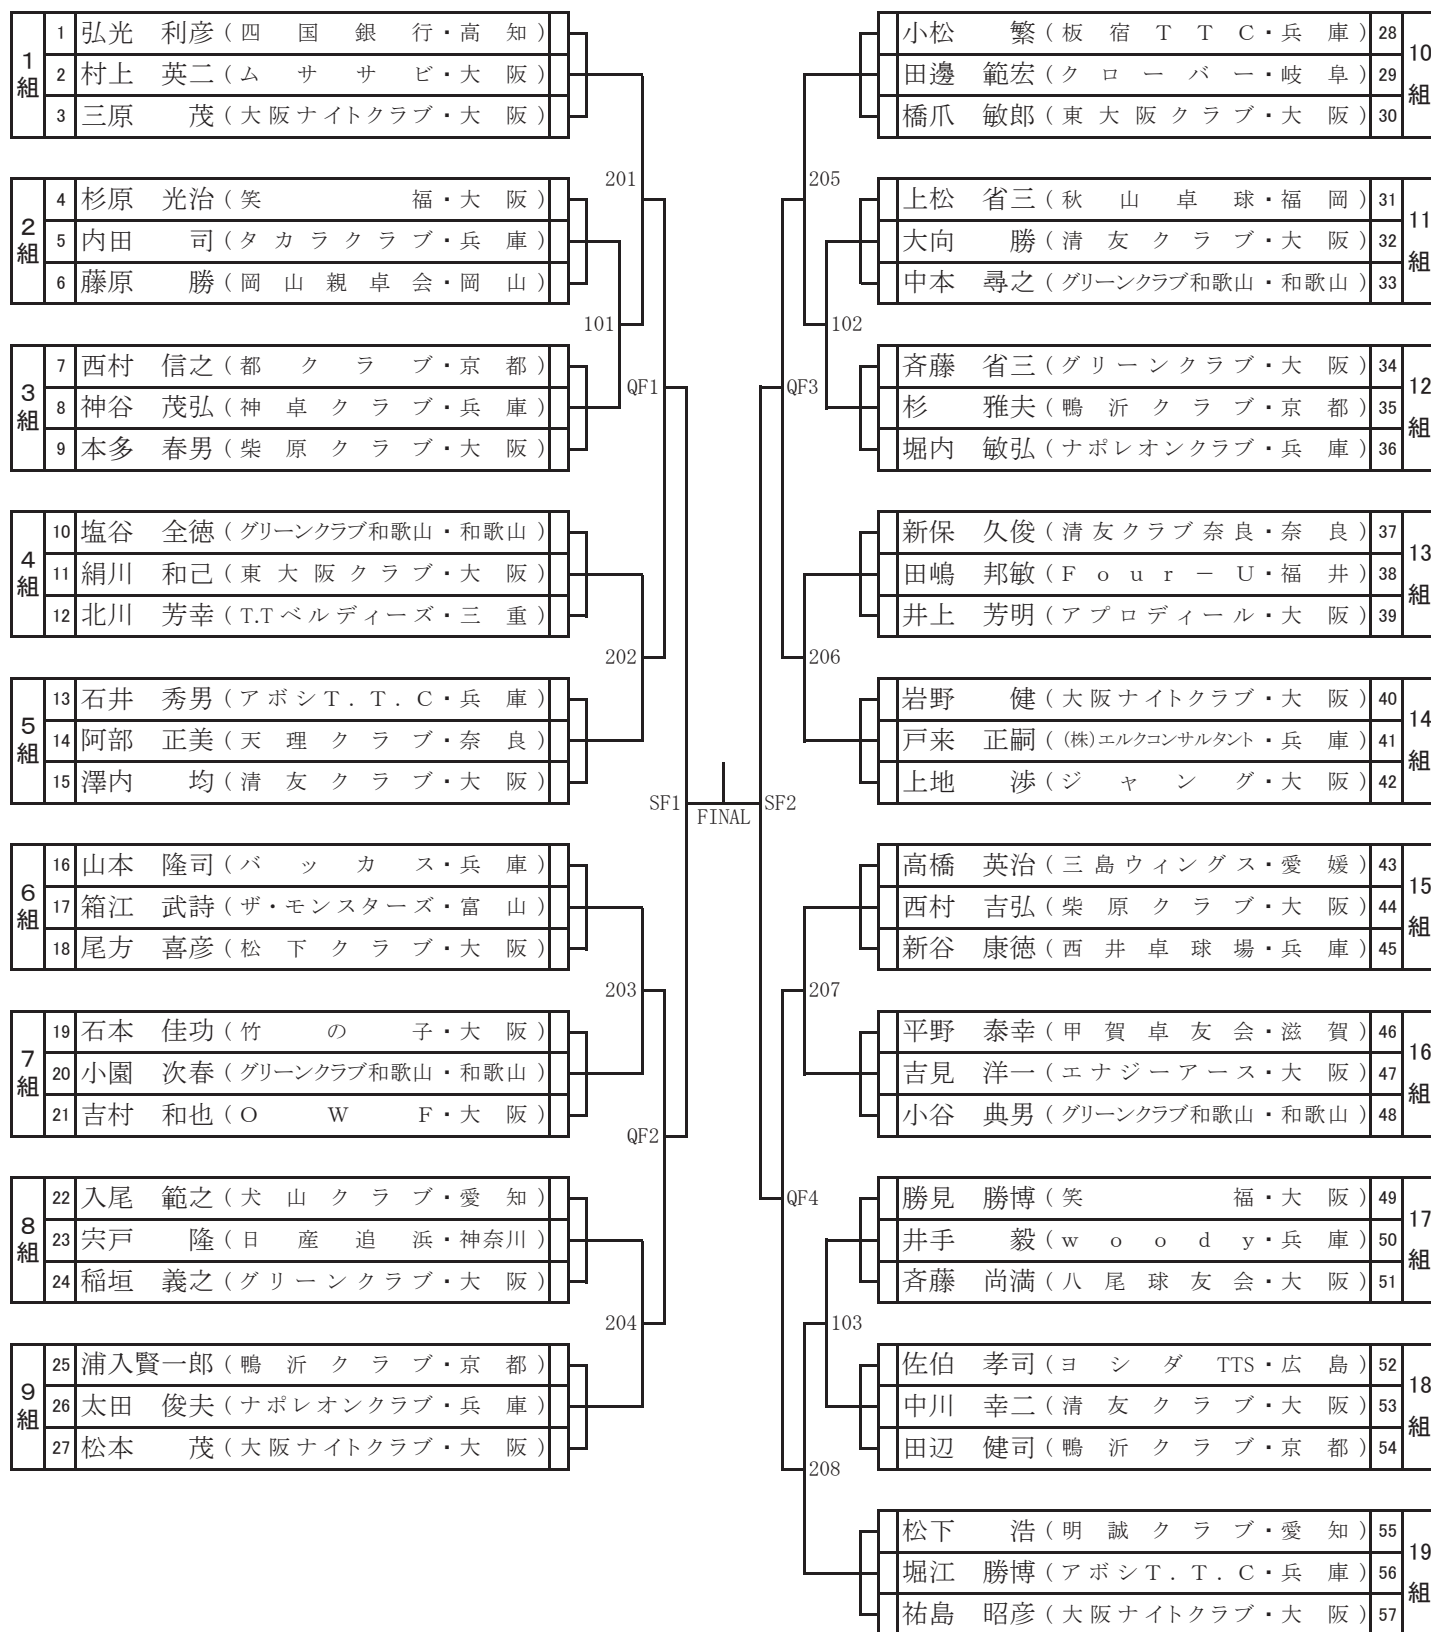 1組
1 弘光 利彦(四国銀行・高知)
2 村上 英二(ムササビ・大阪)
3 三原 茂(大阪ナイトクラブ・大阪)
201
2組
4 杉原 光治(笑福・大阪)
5 内田 司(タカラクラブ・兵庫)
6 藤原 勝(岡山親卓会・岡山)
101
3組
7 西村 信之(都クラブ・京都)
8 神谷 茂弘(神卓クラブ・兵庫)
9 本多 春男(柴原クラブ・大阪)
QF1
4組
10 塩谷 全徳(グリーンクラブ和歌山・和歌山)
11 絹川 和己(東大阪クラブ・大阪)
12 北川 芳幸(T.Tベルディーズ・三重)
202
5組
13 石井 秀男(アボシT.T.C・兵庫)
14 阿部 正美(天理クラブ・奈良)
15 澤内 均(清友クラブ・大阪)
SF1
FINAL
SF2
6組
16 山本 隆司(バッカス・兵庫)
17 箱江 武詩(ザ・モンスターズ・富山)
18 尾方 喜彦(松下クラブ・大阪)
203
7組
19 石本 佳功(竹の子・大阪)
20 小園 次春(グリーンクラブ和歌山・和歌山)
21 吉村 和也(OWF・大阪)
QF2
8組
22 入尾 範之(犬山クラブ・愛知)
23 宍戸 隆(日産追浜・神奈川)
24 稲垣 義之(グリーンクラブ・大阪)
204
9組
25 浦入賢一郎(鴨沂クラブ・京都)
26 太田 俊夫(ナポレオンクラブ・兵庫)
27 松本 茂(大阪ナイトクラブ・大阪)
小松 繁(板宿TTC・兵庫) 28
田邊 範宏(クローバー・岐阜) 29
橋爪 敏郎(東大阪クラブ・大阪) 30
10組
205
上松 省三(秋山卓球・福岡) 31
大向 勝(清友クラブ・大阪) 32
中本 尋之(グリーンクラブ和歌山・和歌山) 33
11組
102
斉藤 省三(グリーンクラブ・大阪) 34
杉 雅夫(鴨沂クラブ・京都) 35
堀内 敏弘(ナポレオンクラブ・兵庫) 36
12組
QF3
新保 久俊(清友クラブ奈良・奈良) 37
田嶋 邦敏(Four－U・福井) 38
井上 芳明(アプロディール・大阪) 39
13組
206
岩野 健(大阪ナイトクラブ・大阪) 40
戸来 正嗣((株)エルクコンサルタント・兵庫) 41
上地 渉(ジャング・大阪) 42
14組
高橋 英治(三島ウィングス・愛媛) 43
西村 吉弘(柴原クラブ・大阪) 44
新谷 康徳(西井卓球場・兵庫) 45
15組
207
平野 泰幸(甲賀卓友会・滋賀) 46
吉見 洋一(エナジーアース・大阪) 47
小谷 典男(グリーンクラブ和歌山・和歌山) 48
16組
QF4
勝見 勝博(笑福・大阪) 49
井手 毅(woody・兵庫) 50
斉藤 尚満(八尾球友会・大阪) 51
17組
103
佐伯 孝司(ヨシダTTS・広島) 52
中川 幸二(清友クラブ・大阪) 53
田辺 健司(鴨沂クラブ・京都) 54
18組
208
松下 浩(明誠クラブ・愛知) 55
堀江 勝博(アボシT.T.C・兵庫) 56
祐島 昭彦(大阪ナイトクラブ・大阪) 57
19組